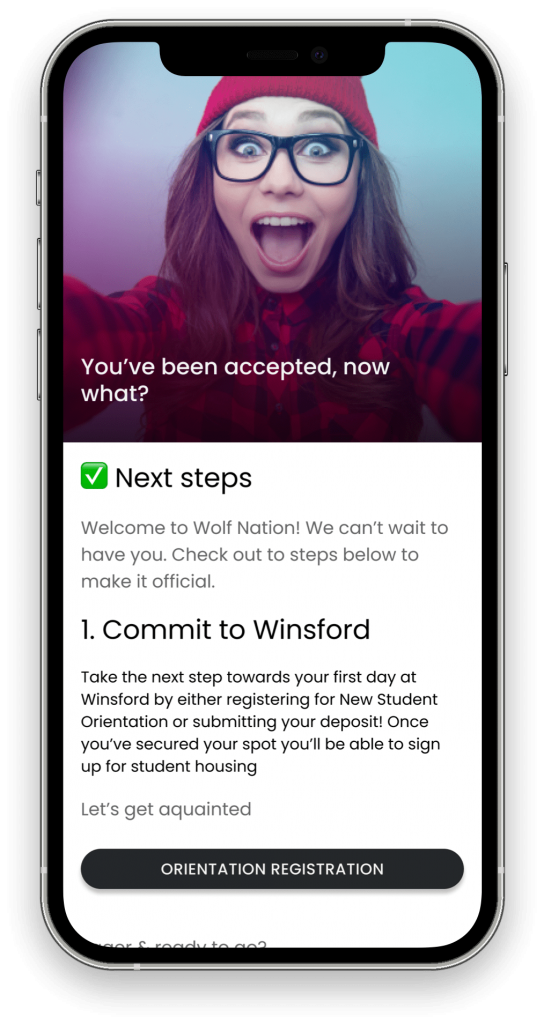 You’ve been accepted, now
what?
✅ Next steps
Welcome to Wolf Nation! We can’t wait to
have you. Check out to steps below to
make it official.
1. Commit to Winsford
Take the next step towards your first day at
Winsford by either registering for New Student
Orientation or submitting your deposit! Once
you’ve secured your spot you’ll be able to sign
up for student housing
Let’s get aquainted
ORIENTATION REGISTRATION
& ready to go?